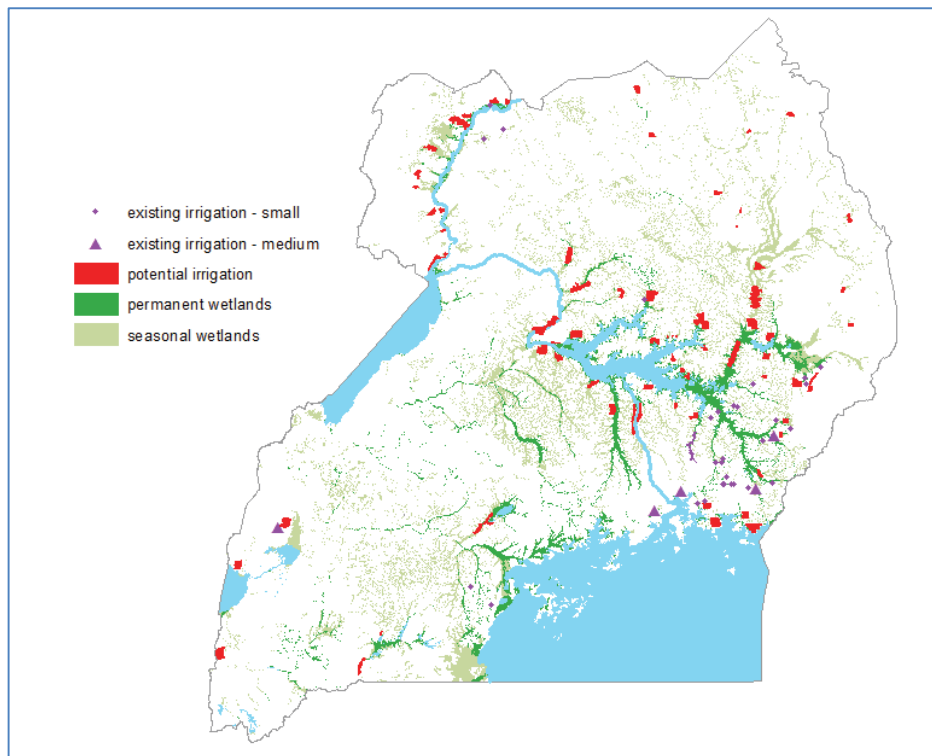 existing irrigation - small
existing irrigation - medium
potential irrigation
permanent wetlands
seasonal wetlands